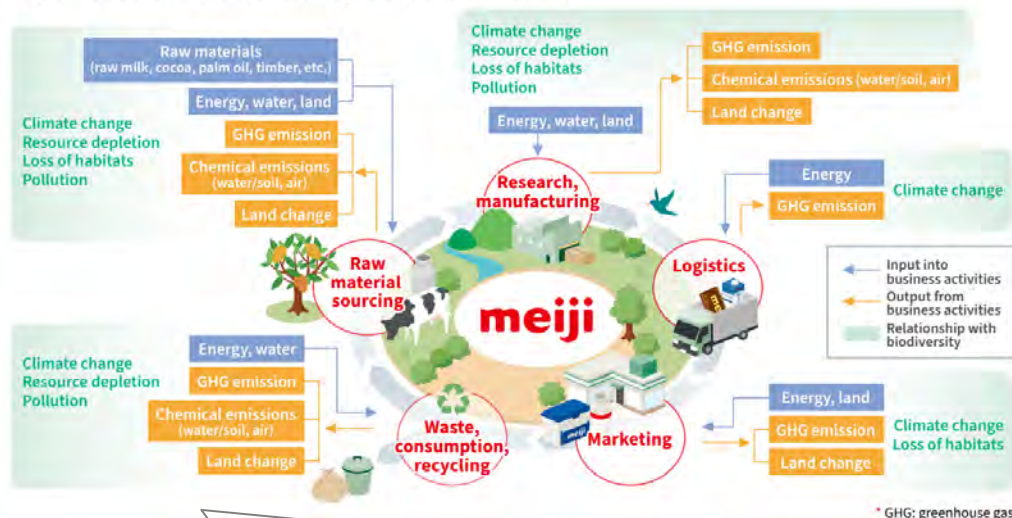 Climate change
Resource depletion
Loss of habitats
Pollution
Raw materials
(raw milk, cocoa, palm oil, timber, etc,)
Energy, water, land
GHG emission
Chemical emissions
(water/soil, air)
Land change
Raw
material
sourcing
Climate change
Resource depletion
Loss of habitats
Pollution
Energy, water, land
GHG emission
Chemical emissions (water/soil, air)
Land change
Research,
manufacturing
Energy
GHG emission
Climate change
Logistics
Input into
business activities
Output from
business activities
Relationship with
biodiversity
meiji
Climate change
Resource depletion
Pollution
Energy, water
GHG emission
Chemical emissions
(water/soil, air)
Land change
Waste,
consumption,
recycling
meiji
Marketing
Energy, land
GHG emission
Land change
Climate change
Loss of habitats
* GHG: greenhouse gas